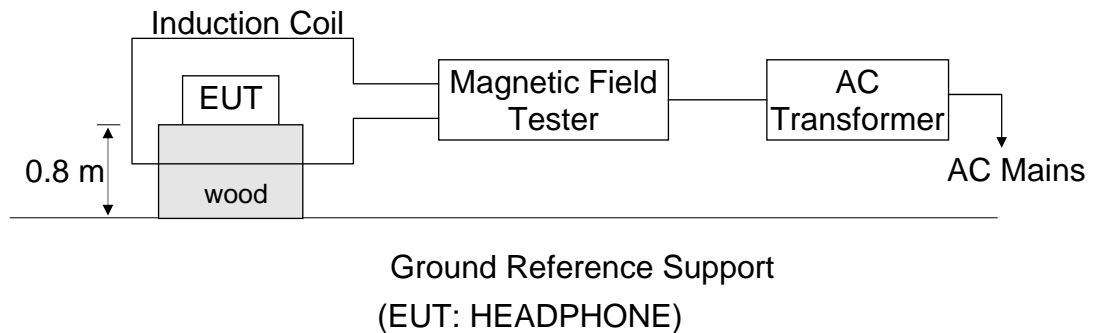 Induction Coil
EUT
Magnetic Field
Tester
AC
Transformer
0.8 m
wood
AC Mains
Ground Reference Support
(EUT: HEADPHONE)